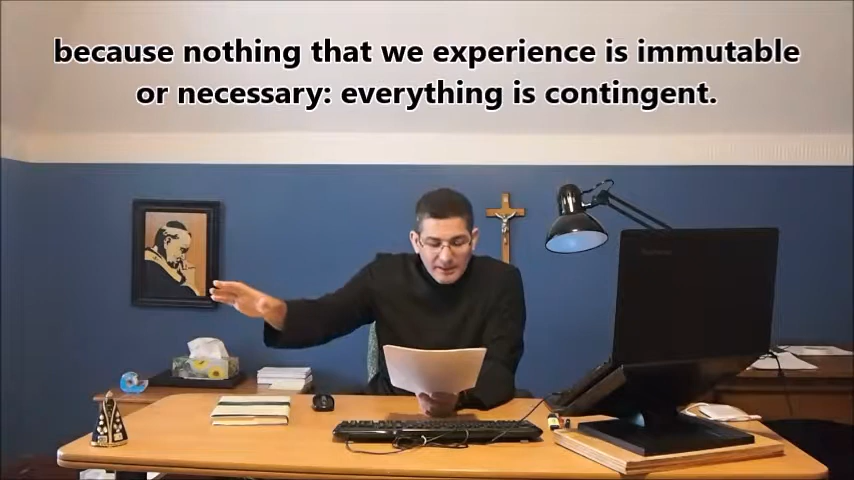 because nothing that we experience is immutable
or necessary: everything is contingent.